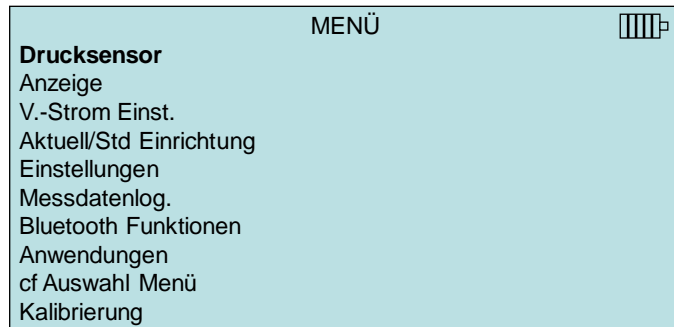 MENÜ
Drucksensor
Anzeige
V.-Strom Einst.
Aktuell/Std Einrichtung
Einstellungen
Messdatenlog.
Bluetooth Funktionen
Anwendungen
cf Auswahl Menü
Kalibrierung